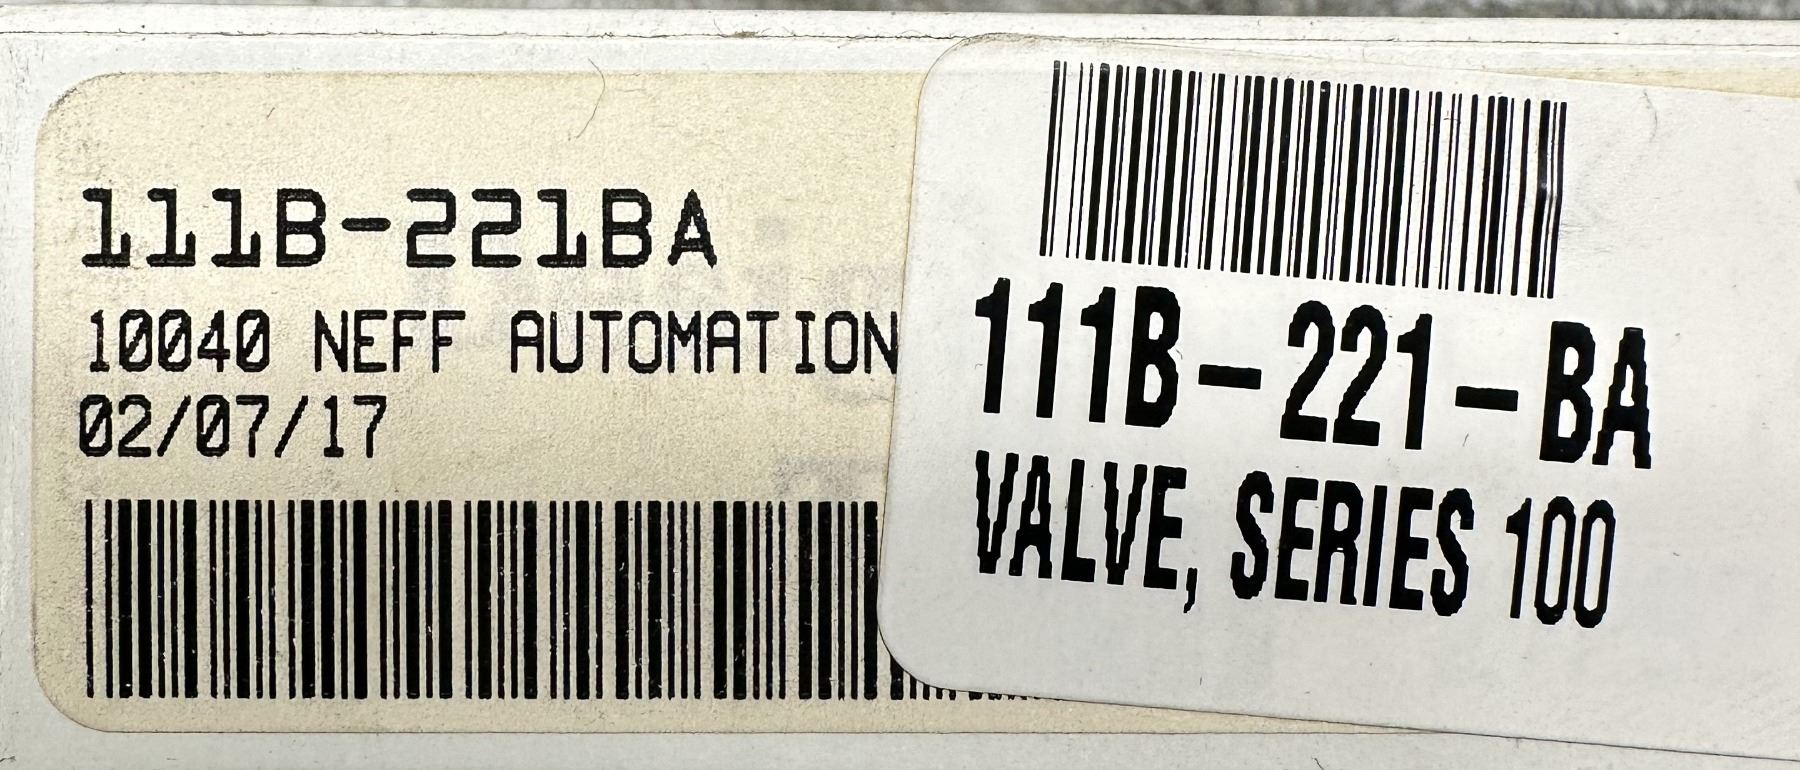 111B-221BA
10040 NEFF AUTOMATION
02/07/17
111B-221-BA
VALVE, SERIES 100